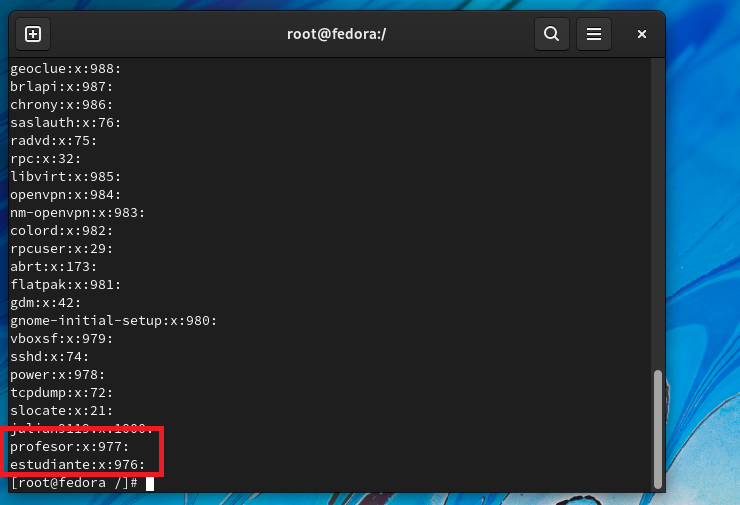 root@fedora:/
geoclue:x:988:
brlapi:x:987:
chrony:x:986:
saslauth:x:76:
radvd:x:75:
rpc:x:32:
libvirt:x:985:
openvpn:x:984:
nm-openvpn:x:983:
colord:x:982:
rpcuser:x:29:
abrt:x:173:
flatpak:x:981:
gdm:x:42:
gnome-initial-setup:x:980:
vboxsf:x:979:
sshd:x:74:
power:x:978:
tcpdump:x:72:
slocate:x:21:
profesor:x:977:
estudiante:x:976:
[root@fedora /]#